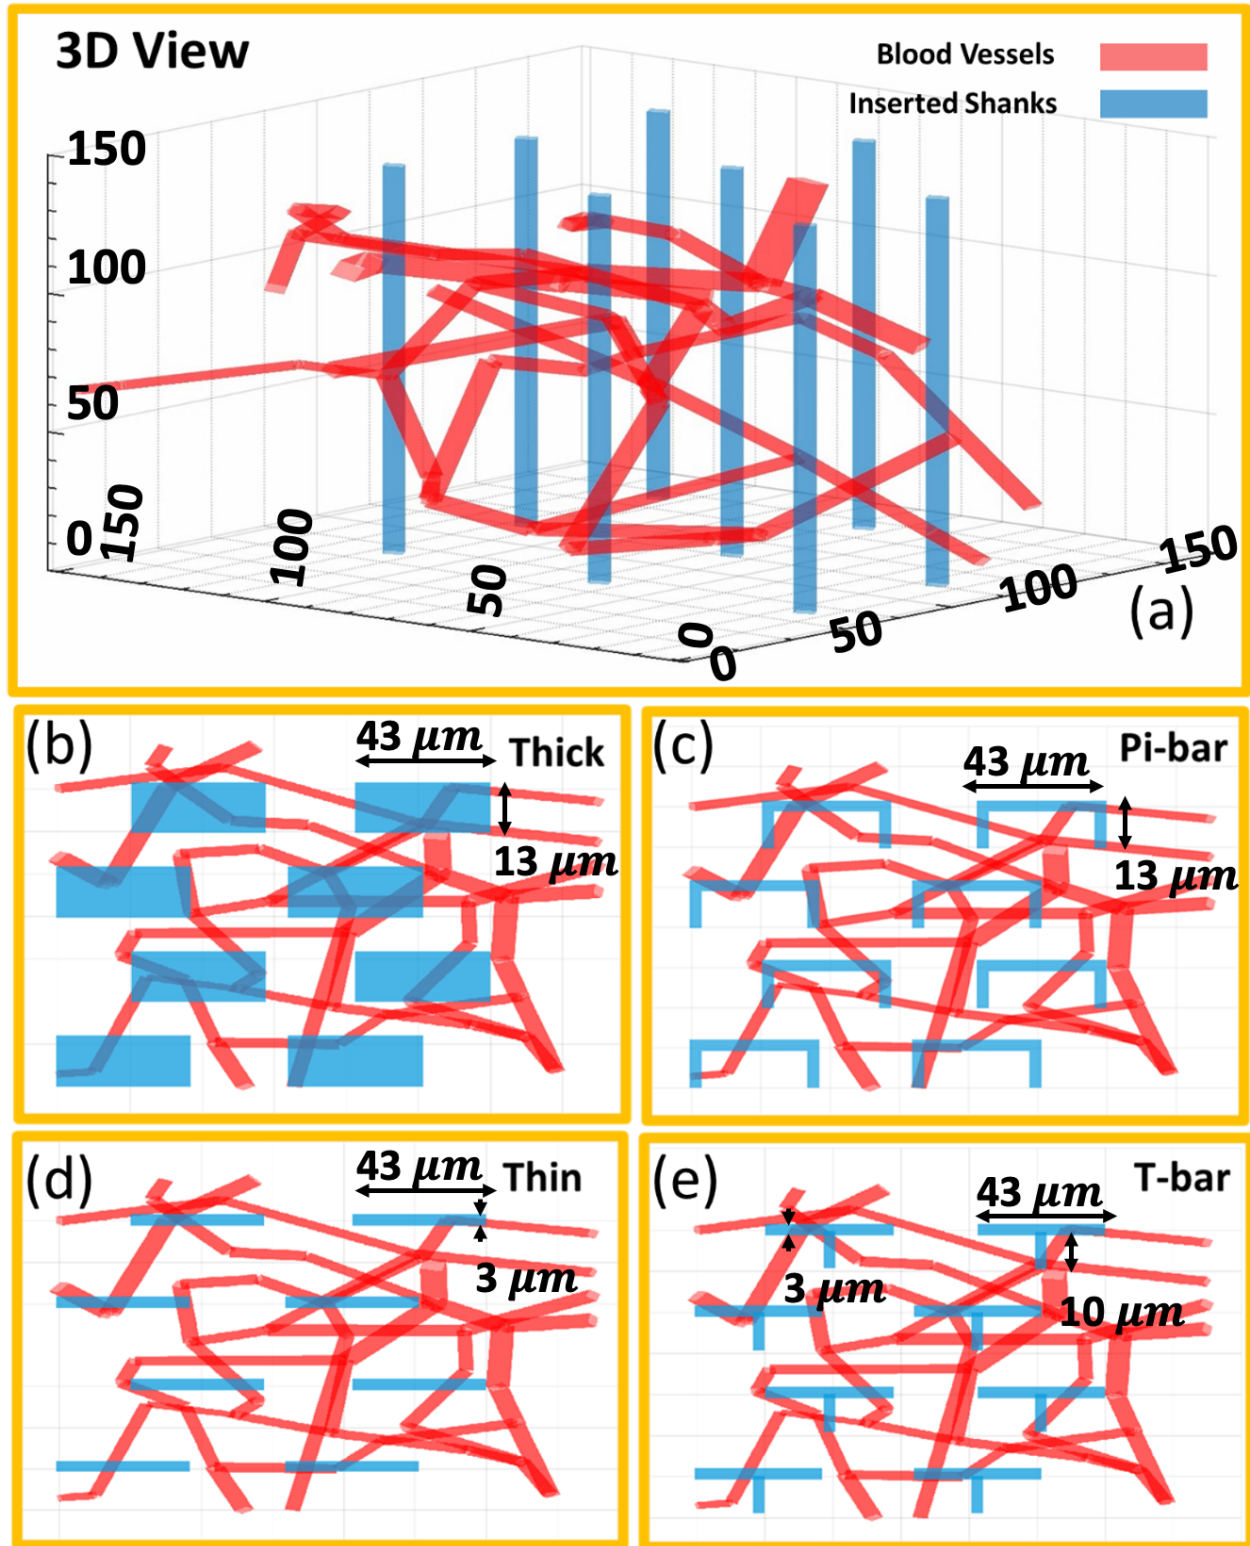 3D View
Blood Vessels
Inserted Shanks
150
100
50
0
150
100
50
0
0
50
100
150
(a)
(b)
43 μm
Thick
13 μm
(c)
43 μm
Pi-bar
13 μm
(d)
43 μm
Thin
3 μm
(e)
43 μm
T-bar
3 μm
10 μm